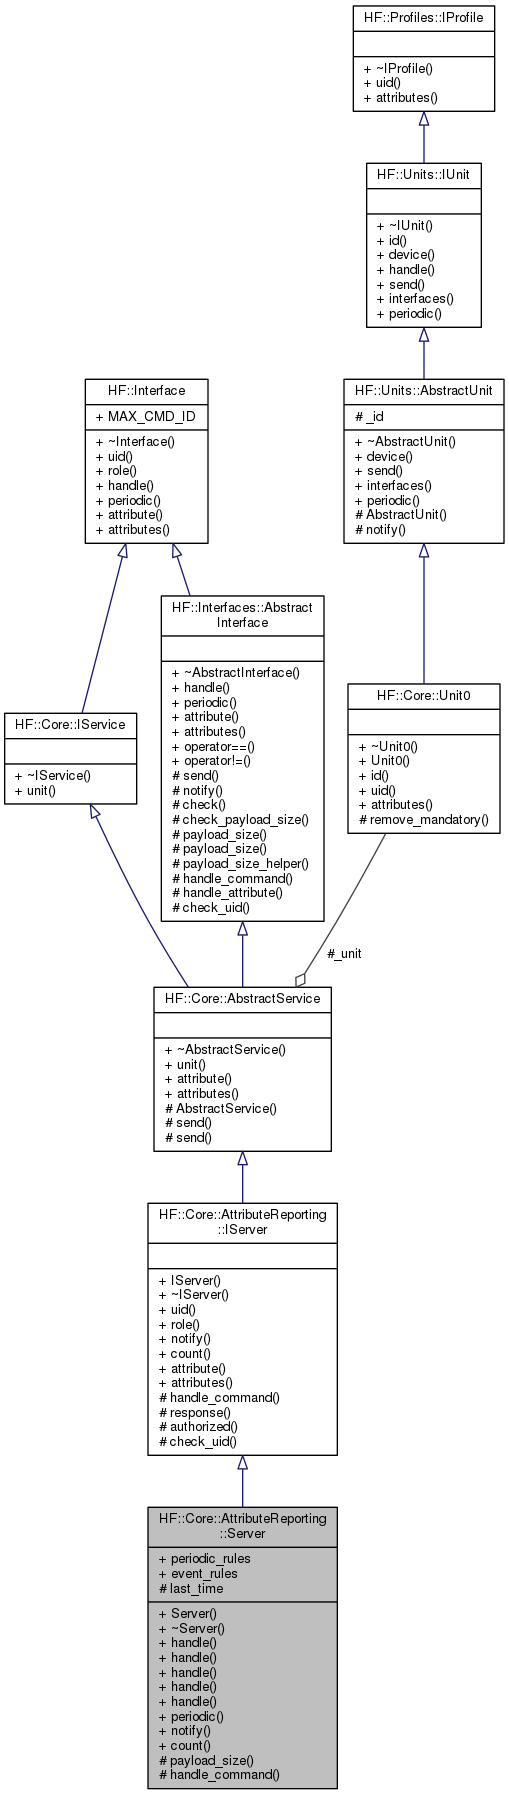 HF::Profiles::IProfile
+ ~IProfile()
+ uid()
+ attributes()
HF::Units::IUnit
+ ~IUnit()
+ id()
+ device()
+ handle()
+ send()
+ interfaces()
+ periodic()
HF::Interface
+ MAX_CMD_ID
+ ~Interface()
+ uid()
+ role()
+ handle()
+ periodic()
+ attribute()
+ attributes()
HF::Units::AbstractUnit
# _id
+ ~AbstractUnit()
+ device()
+ send()
+ interfaces()
+ periodic()
# AbstractUnit()
# notify()
HF::Interfaces::Abstract
Interface
+ ~AbstractInterface()
+ handle()
+ periodic()
+ attribute()
+ attributes()
+ operator==()
+ operator!=()
# send()
# notify()
# check()
# check_payload_size()
# payload_size()
# payload_size()
# payload_size_helper()
# handle_command()
# handle_attribute()
# check_uid()
HF::Core::IService
+ ~IService()
+ unit()
HF::Core::Unit0
+ ~Unit0()
+ Unit0()
+ id()
+ uid()
+ attributes()
# remove_mandatory()
#_unit
HF::Core::AbstractService
+ ~AbstractService()
+ unit()
+ attribute()
+ attributes()
# AbstractService()
# send()
# send()
HF::Core::AttributeReporting
::IServer
+ IServer()
+ ~IServer()
+ uid()
+ role()
+ notify()
+ count()
+ attribute()
+ attributes()
# handle_command()
# response()
# authorized()
# check_uid()
HF::Core::AttributeReporting
::Server
+ periodic_rules
+ event_rules
# last_time
+ Server()
+ ~Server()
+ handle()
+ handle()
+ handle()
+ handle()
+ handle()
+ periodic()
+ notify()
+ count()
# payload_size()
# handle_command()